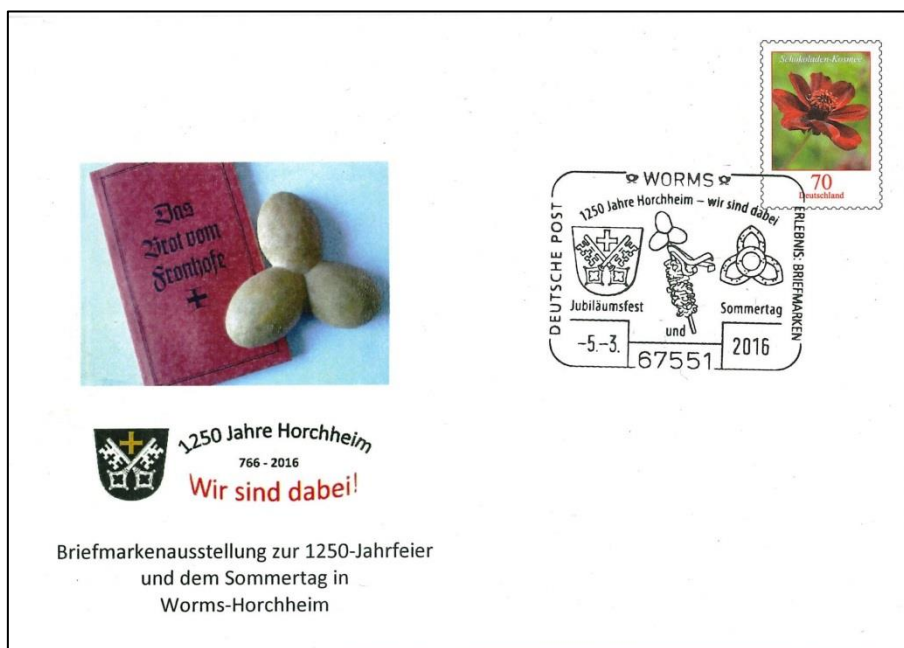 Schokoladen-Kosmee
70
Deutschland
Das
Brot vom
Fronhofe
WORMS
1250 Jahre Horchheim – wir sind dabei
DEUTSCHE POST
ERLEBNIS: BRIEFMARKEN
Jubiläumsfest
und
Sommertag
–5.–3.
67551
2016
1250 Jahre Horchheim
766 - 2016
Wir sind dabei!
Briefmarkenausstellung zur 1250-Jahrfeier
und dem Sommertag in
Worms-Horchheim